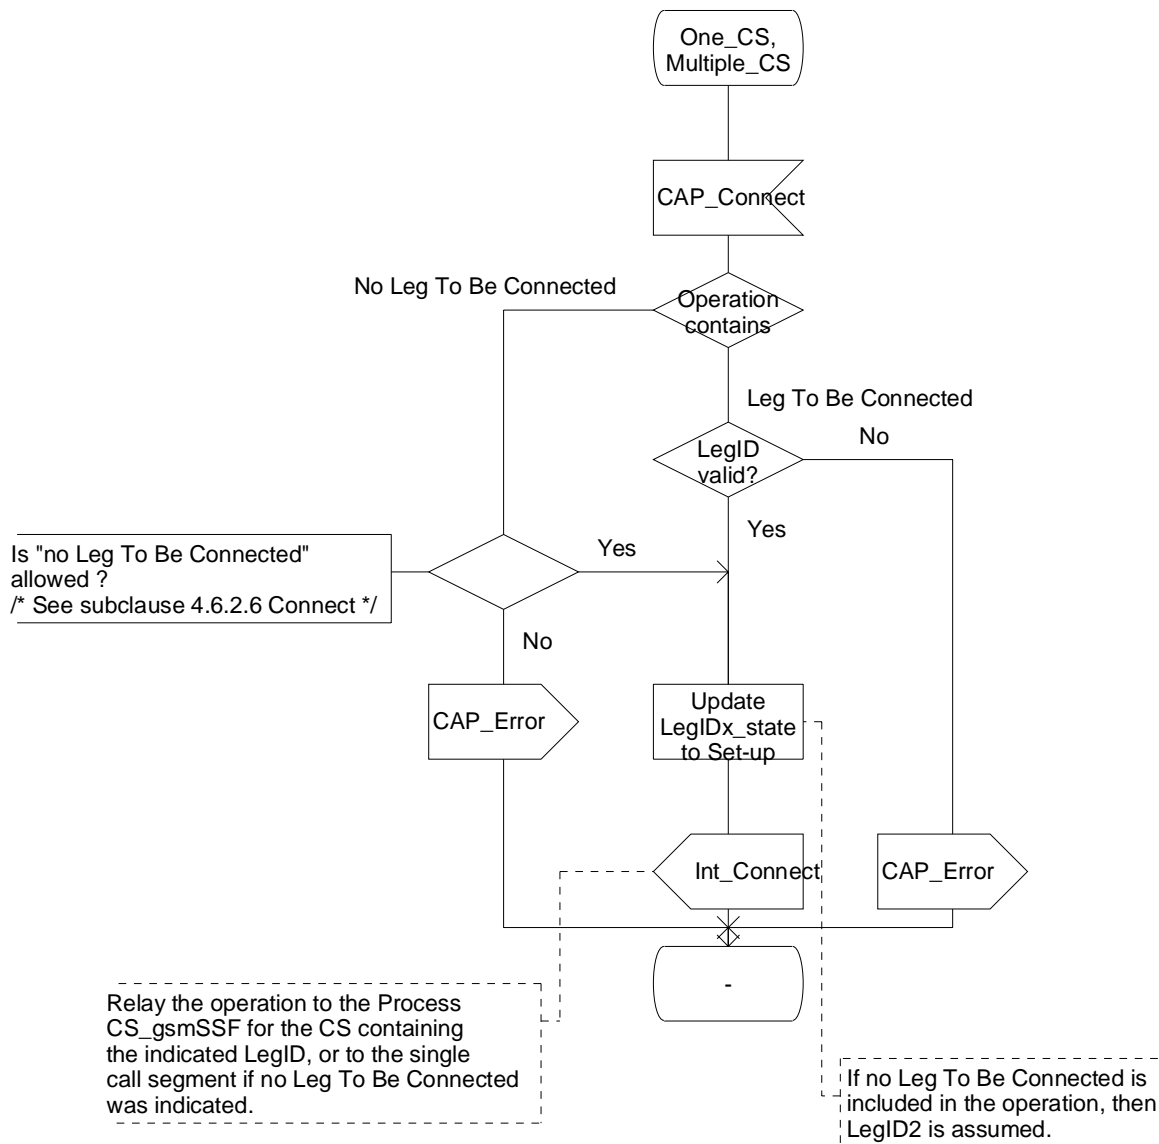 One_CS,
Multiple_CS
CAP_Connect
No Leg To Be Connected
Operation
contains
Leg To Be Connected
No
LegID
valid?
Yes
Is "no Leg To Be Connected"
allowed ?
/* See subclause 4.6.2.6 Connect */
Yes
No
CAP_Error
Update
LegIDx_state
to Set-up
Int_Connect
CAP_Error
-
Relay the operation to the Process
CS_gsmSSF for the CS containing
the indicated LegID, or to the single
call segment if no Leg To Be Connected
was indicated.
If no Leg To Be Connected is
included in the operation, then
LegID2 is assumed.